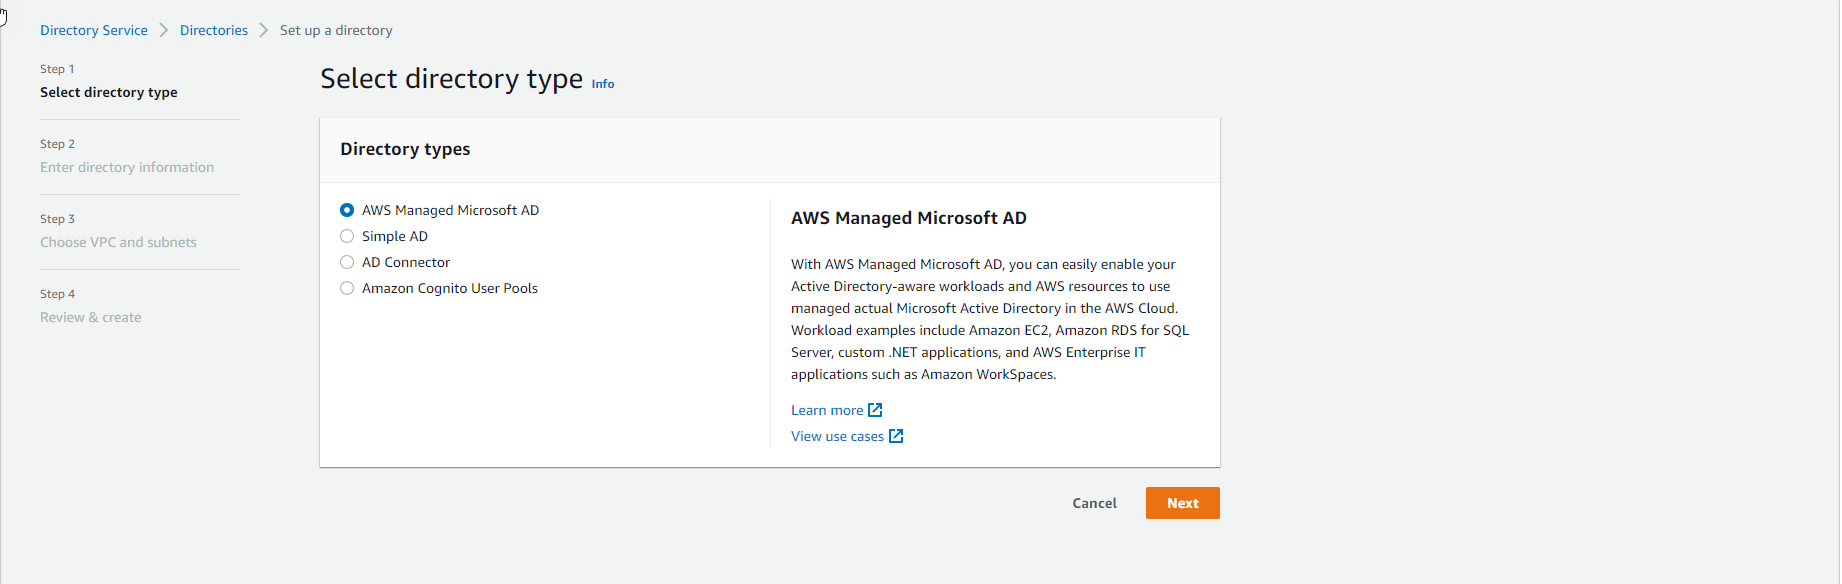 Directory Service > Directories > Set up a directory
Step 1
Select directory type
Step 2
Enter directory information
Step 3
Choose VPC and subnets
Step 4
Review & create
Select directory type Info
Directory types
AWS Managed Microsoft AD
Simple AD
AD Connector
Amazon Cognito User Pools
AWS Managed Microsoft AD
With AWS Managed Microsoft AD, you can easily enable your
Active Directory-aware workloads and AWS resources to use
managed actual Microsoft Active Directory in the AWS Cloud.
Workload examples include Amazon EC2, Amazon RDS for SQL
Server, custom .NET applications, and AWS Enterprise IT
applications such as Amazon WorkSpaces.
Learn more
View use cases
Cancel
Next